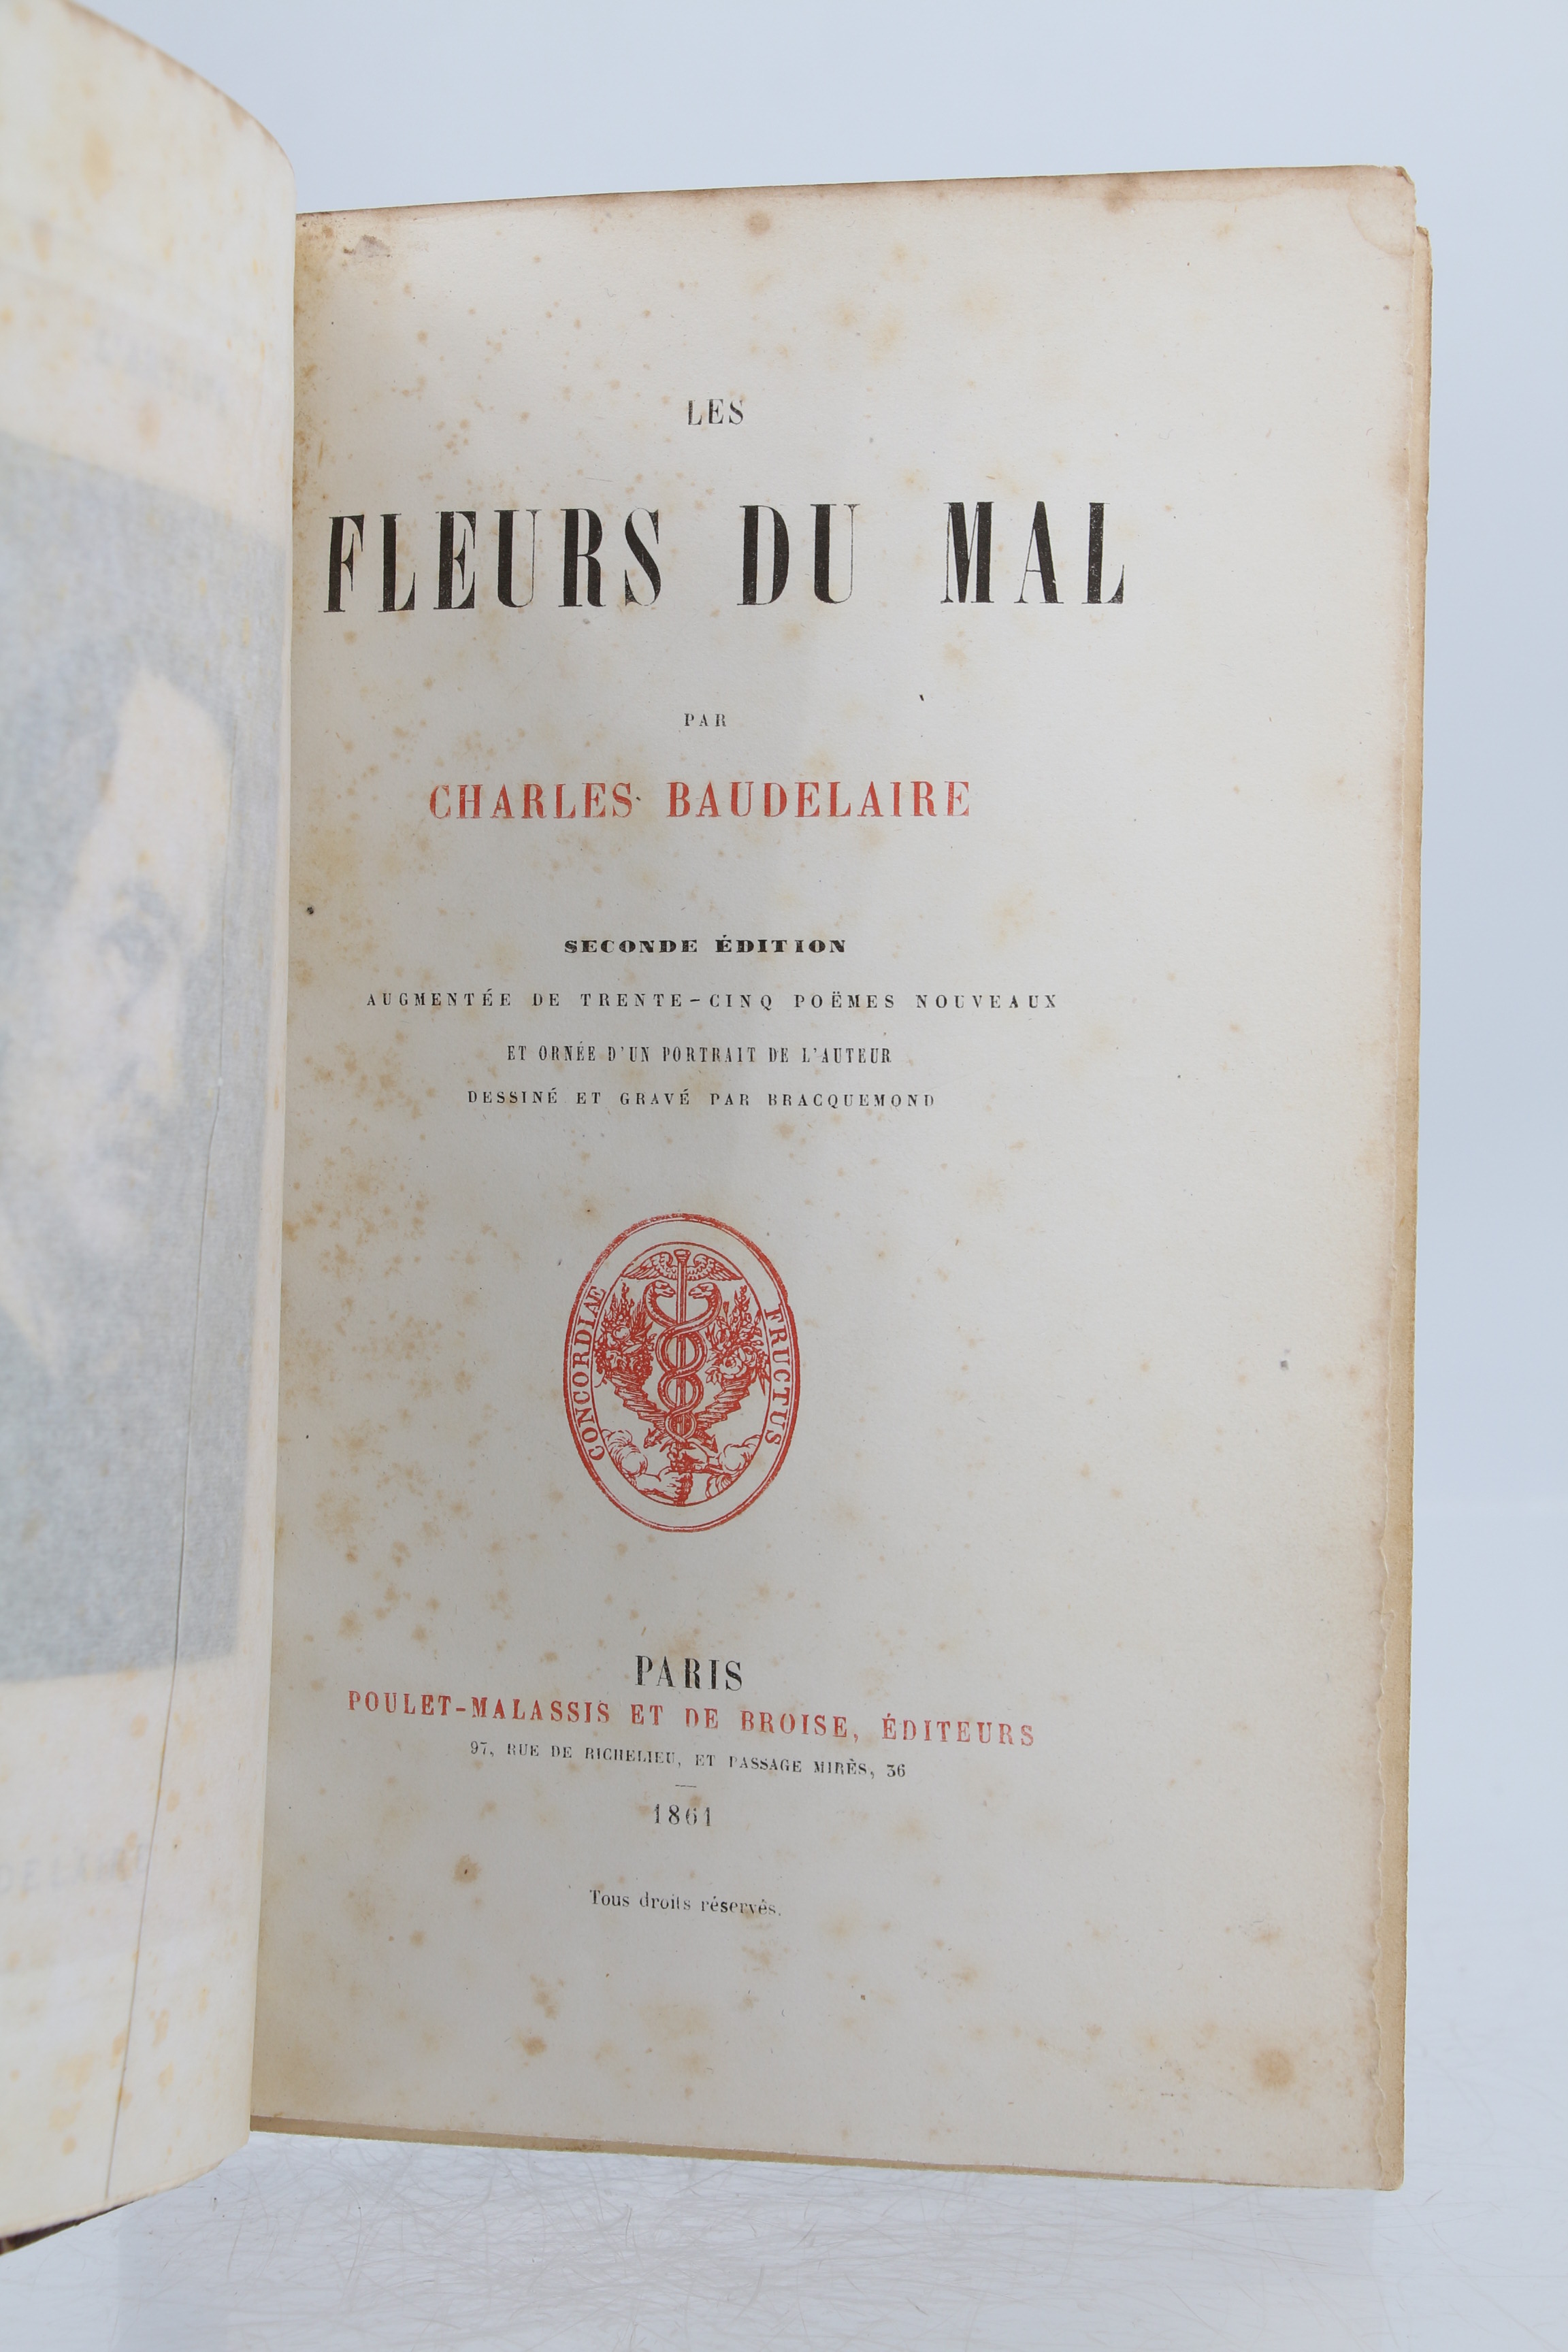 LES
FLEURS DU MAL
PAR
CHARLES BAUDELAIRE
SECONDE ÉDITION
AUGMENTÉE DE TRENTE-CINQ POËMES NOUVEAUX
ET ORNÉE D'UN PORTRAIT DE L'AUTEUR
DESSINÉ ET GRAVÉ PAR BRACQUEMOND
CONCORDIÆ FRUCTUS
PARIS
POULET-MALASSIS ET DE BROISE, ÉDITEURS
97, RUE DE RICHELIEU, ET PASSAGE MIRÈS, 36
1861
Tous droits réservés.